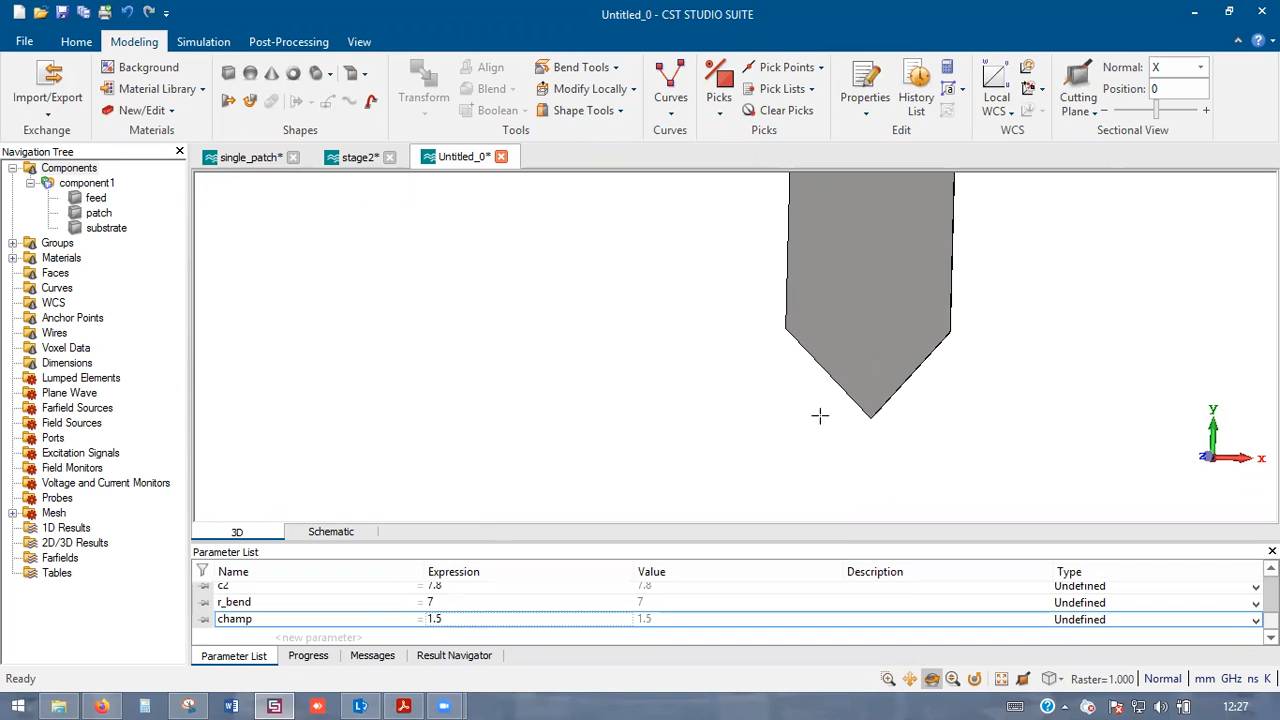 Untitled_0 - CST STUDIO SUITE
File Home Modeling Simulation Post-Processing View
Import/Export
Exchange
Background
Material Library
New/Edit
Materials
Shapes
Transform
Align
Blend
Boolean
Bend Tools
Modify Locally
Shape Tools
Tools
Curves
Curves
Picks
Pick Points
Pick Lists
Clear Picks
Picks
Properties
History
List
Edit
Local
WCS
WCS
Cutting
Plane
Normal: X
Position: 0
Sectional View
Navigation Tree
single_patch* stage2* Untitled_0*
Components
component1
feed
patch
substrate
Groups
Materials
Faces
Curves
WCS
Anchor Points
Wires
Voxel Data
Dimensions
Lumped Elements
Plane Wave
Farfield Sources
Field Sources
Ports
Excitation Signals
Field Monitors
Voltage and Current Monitors
Probes
Mesh
1D Results
2D/3D Results
Farfields
Tables
y
z x
3D Schematic
Parameter List
Name Expression Value Description Type
c2 = 7.8 7.8 Undefined
r_bend = 7 7 Undefined
champ = 1.5 1.5 Undefined
<new parameter>
Parameter List Progress Messages Result Navigator
Ready
Raster=1.000 Normal mm GHz ns K
12:27